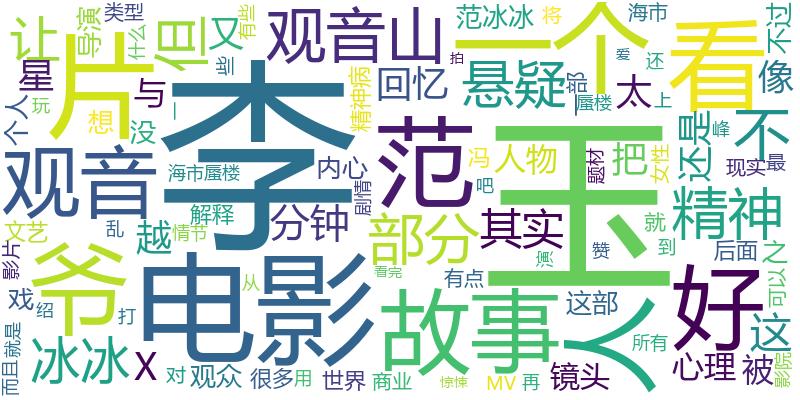 让
导演
类型
但
什么
又
有些
些
观音山
一个
范冰冰
将
海市
不过
片
星
与
回忆
精神病
悬疑
一部
蜃楼
太
看
爱
拍
还
上
像
个人
玩
想
没
一
李
范
玉
不
观音
海市蜃楼
内心
剧情
冯
人物
吧
题材
把
女性
还是
峰
现实
最
解释
越
分钟
情节
文艺
乱
爷
部分
其实
精神
就
到
演
赞
影片
戏
绍
打
电影
从
看完
有点
故事
这部
人
好
后面
之
可以
这
而且
就是
冰冰
X
对
观众
很多
用
世界
商业
惊悚
MV
再
镜头
所有
心理
被
影院